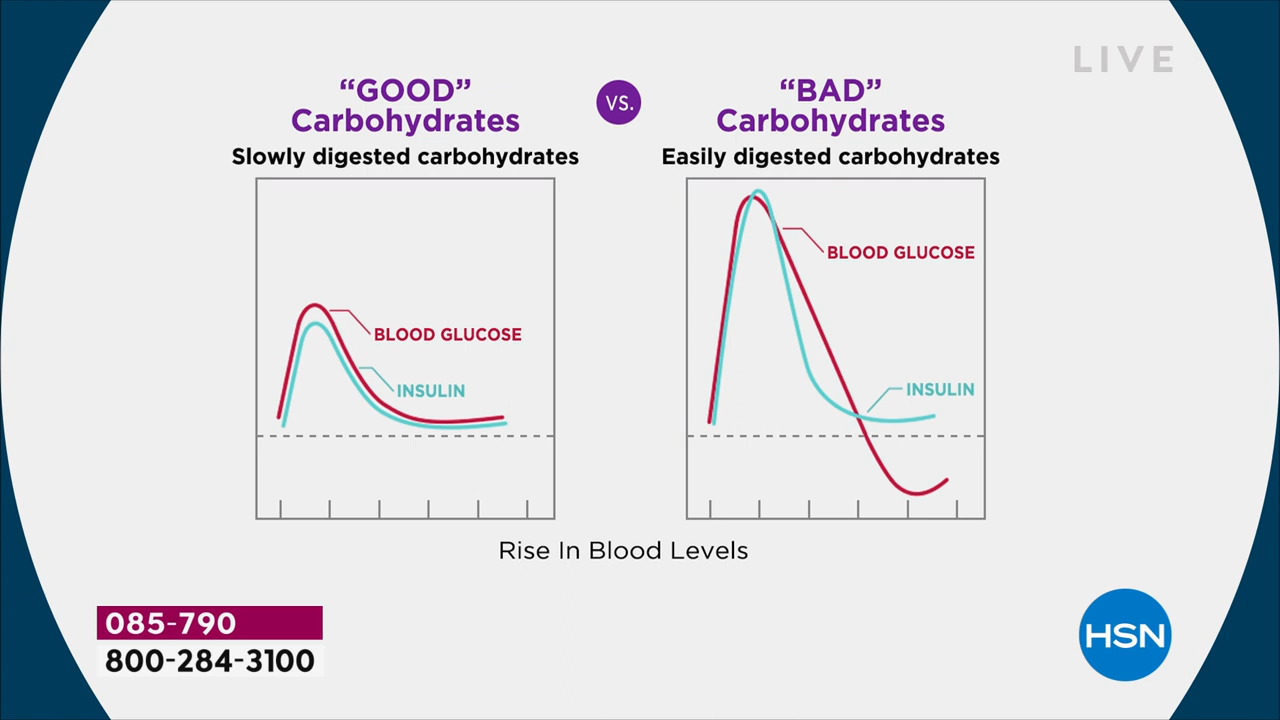 LIVE
“GOOD”
Carbohydrates
Slowly digested carbohydrates
VS.
“BAD”
Carbohydrates
Easily digested carbohydrates
BLOOD GLUCOSE
INSULIN
BLOOD GLUCOSE
INSULIN
Rise In Blood Levels
085-790
800-284-3100
HSN